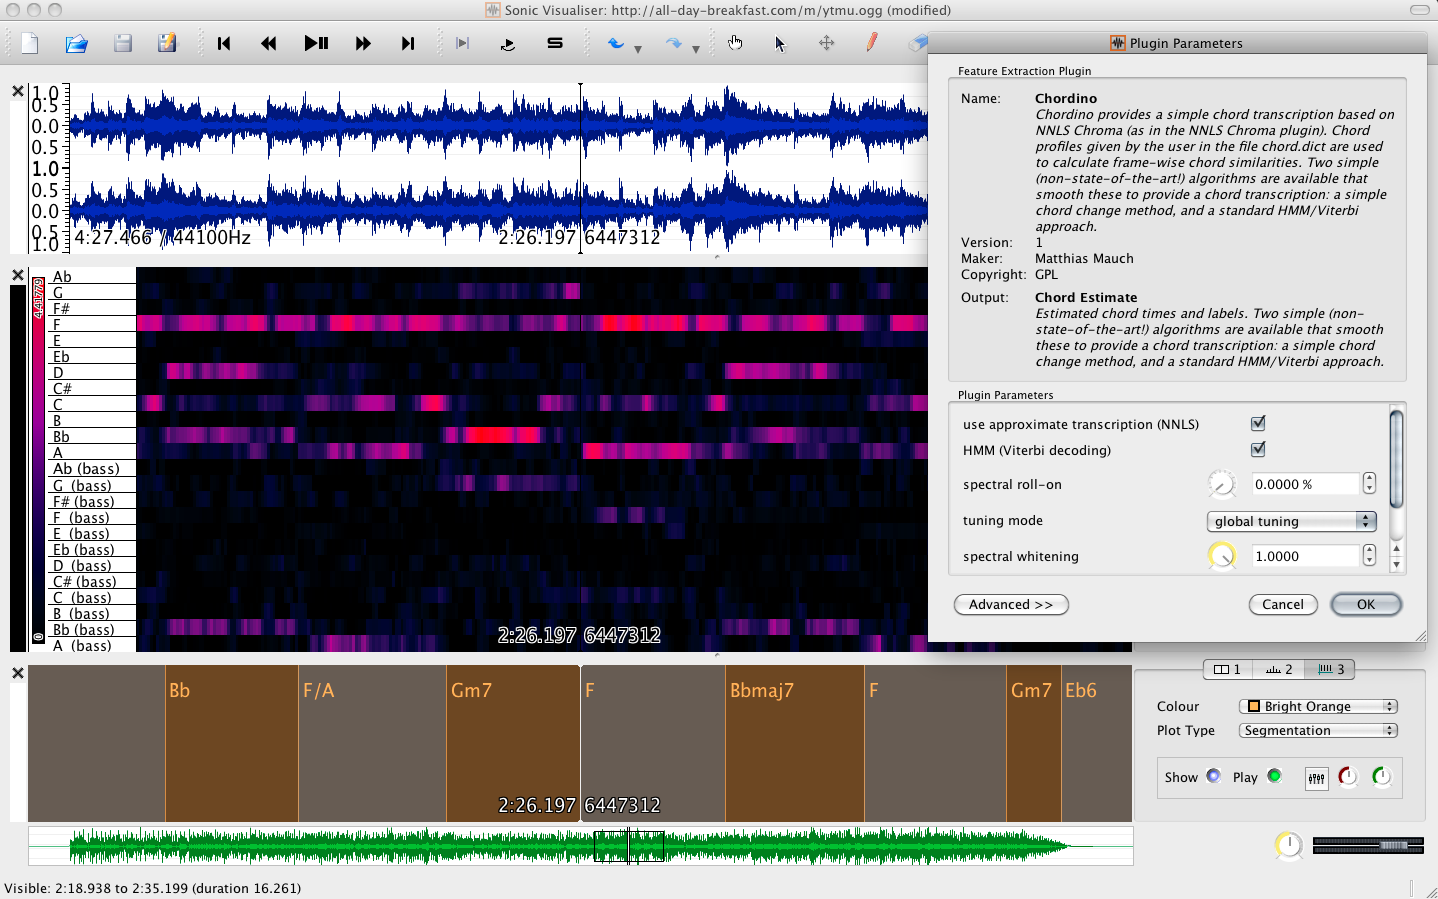 Sonic Visualiser: http://all-day-breakfast.com/m/ytmu.ogg (modified)
Plugin Parameters
Feature Extraction Plugin
Name: Chordino
Chordino provides a simple chord transcription based on
NNLS Chroma (as in the NNLS Chroma plugin). Chord
profiles given by the user in the file chord.dict are used
to calculate frame-wise chord similarities. Two simple
(non-state-of-the-art!) algorithms are available that
smooth these to provide a chord transcription: a simple
chord change method, and a standard HMM/Viterbi
approach.
Version: 1
Maker: Matthias Mauch
Copyright: GPL
Output: Chord Estimate
Estimated chord times and labels. Two simple (non-
state-of-the-art!) algorithms are available that smooth
these to provide a chord transcription: a simple chord
change method, and a standard HMM/Viterbi approach.
Plugin Parameters
use approximate transcription (NNLS)
HMM (Viterbi decoding)
spectral roll-on 0.0000 %
tuning mode global tuning
spectral whitening 1.0000
Advanced >> Cancel OK
1.0
0.5
0.0
0.5
1.0
0.5
0.0
0.5
1.0
4:27.466 / 44100Hz 2:26.197 6447312
4.41779
0
Ab
G
F#
F
E
Eb
D
C#
C
B
Bb
A
Ab (bass)
G (bass)
F# (bass)
F (bass)
E (bass)
Eb (bass)
D (bass)
C# (bass)
C (bass)
B (bass)
Bb (bass)
A (bass)
2:26.197 6447312
Bb F/A Gm7 F Bbmaj7 F Gm7 Eb6
2:26.197 6447312
1 2 3
Colour Bright Orange
Plot Type Segmentation
Show Play
Visible: 2:18.938 to 2:35.199 (duration 16.261)